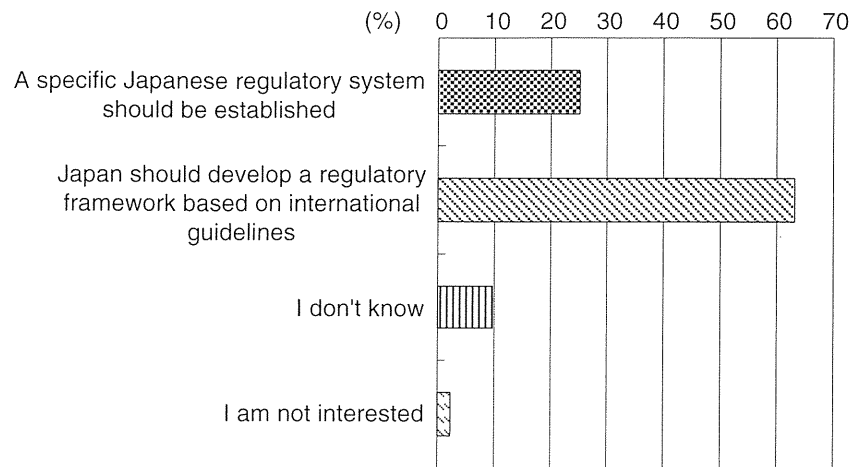 (%) 0 10 20 30 40 50 60 70
A specific Japanese regulatory system
should be established
Japan should develop a regulatory
framework based on international
guidelines
I don't know
I am not interested